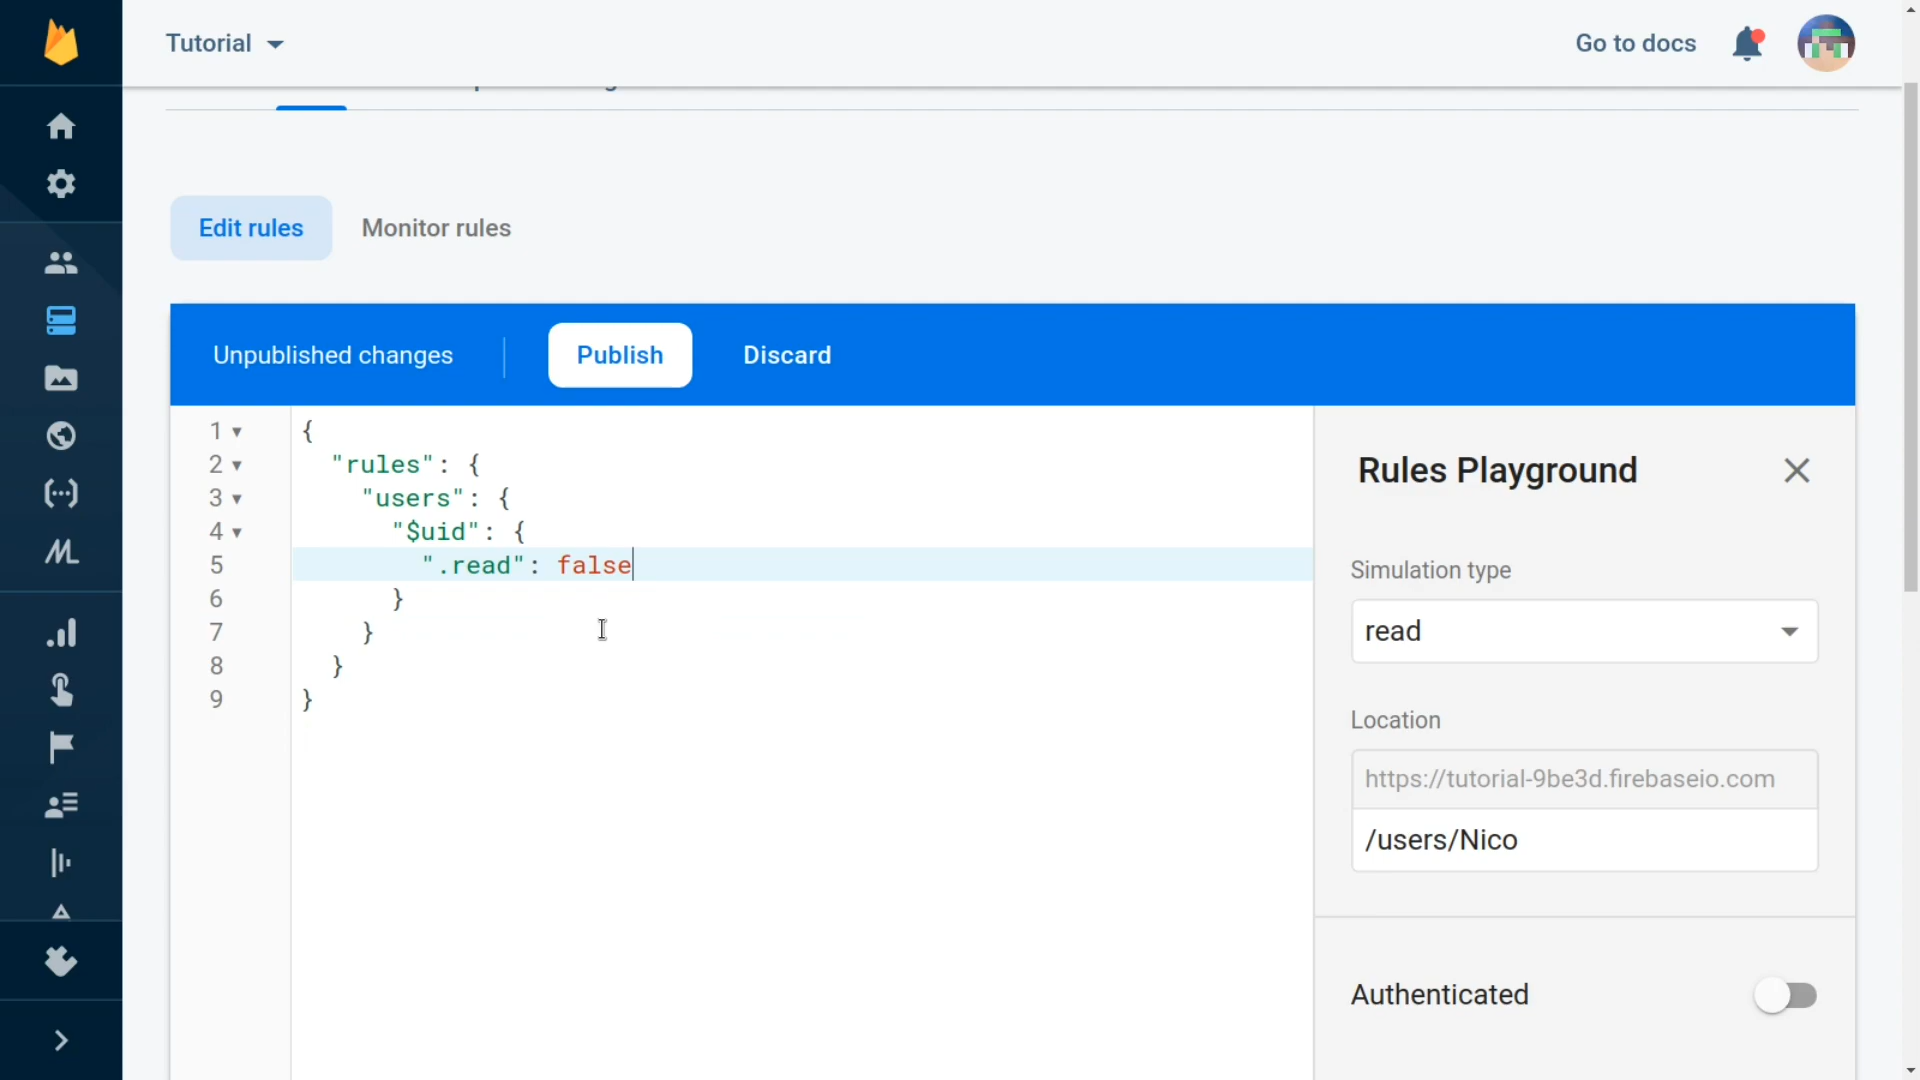 Tutorial
Go to docs
Edit rules
Monitor rules
Unpublished changes
Publish
Discard
1 {
2 "rules": {
3 "users": {
4 "$uid": {
5 ".read": false
6 }
7 }
8 }
9 }
Rules Playground
Simulation type
read
Location
https://tutorial-9be3d.firebaseio.com
/users/Nico
Authenticated